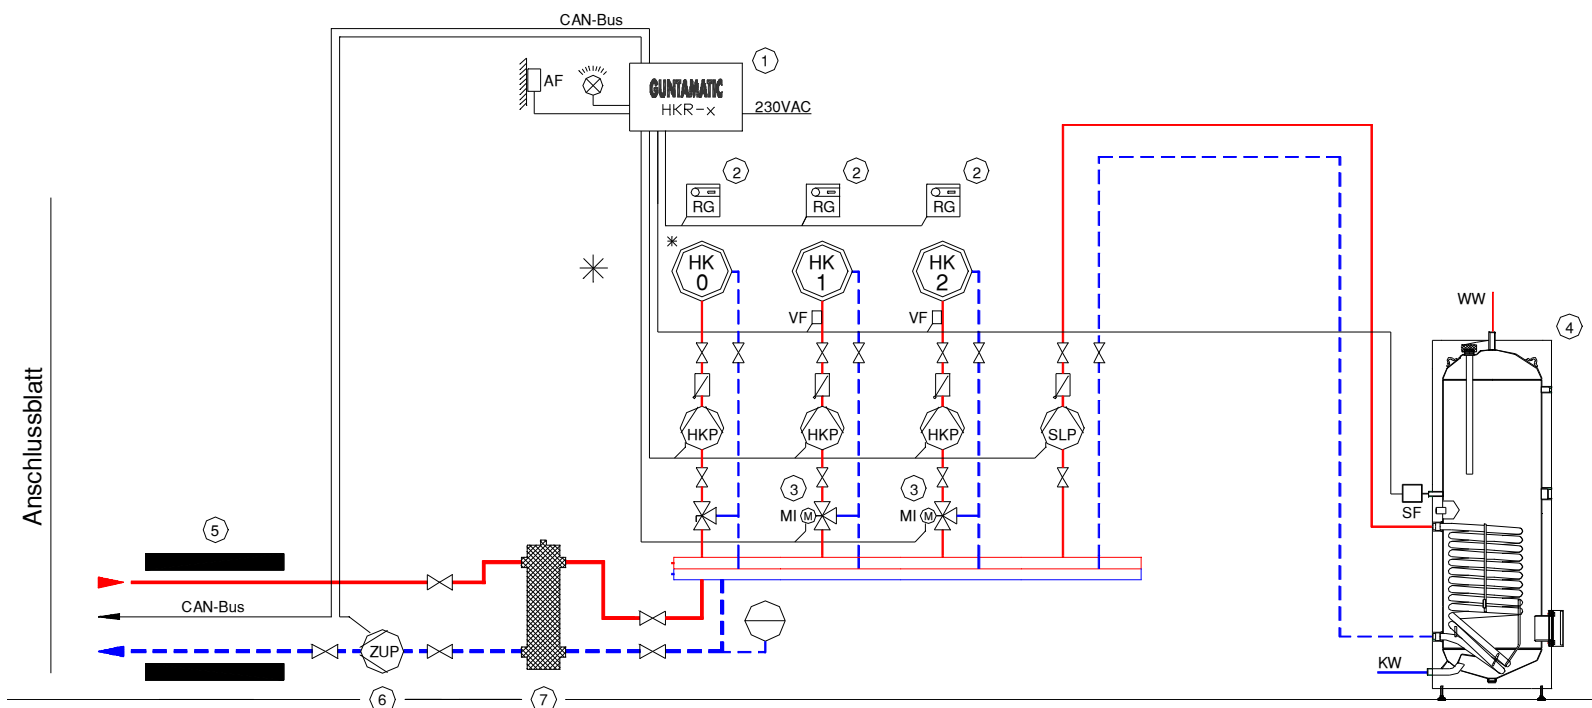 CAN-Bus
1
AF
GUNTAMATIC
HKR-x
230VAC
2
2
2
RG
RG
RG
*
HK
0
HK
1
HK
2
*
VF
VF
WW
4
HKP
HKP
HKP
SLP
Anschlussblatt
3
3
MI
M
MI
M
SF
5
CAN-Bus
ZUP
KW
6
7